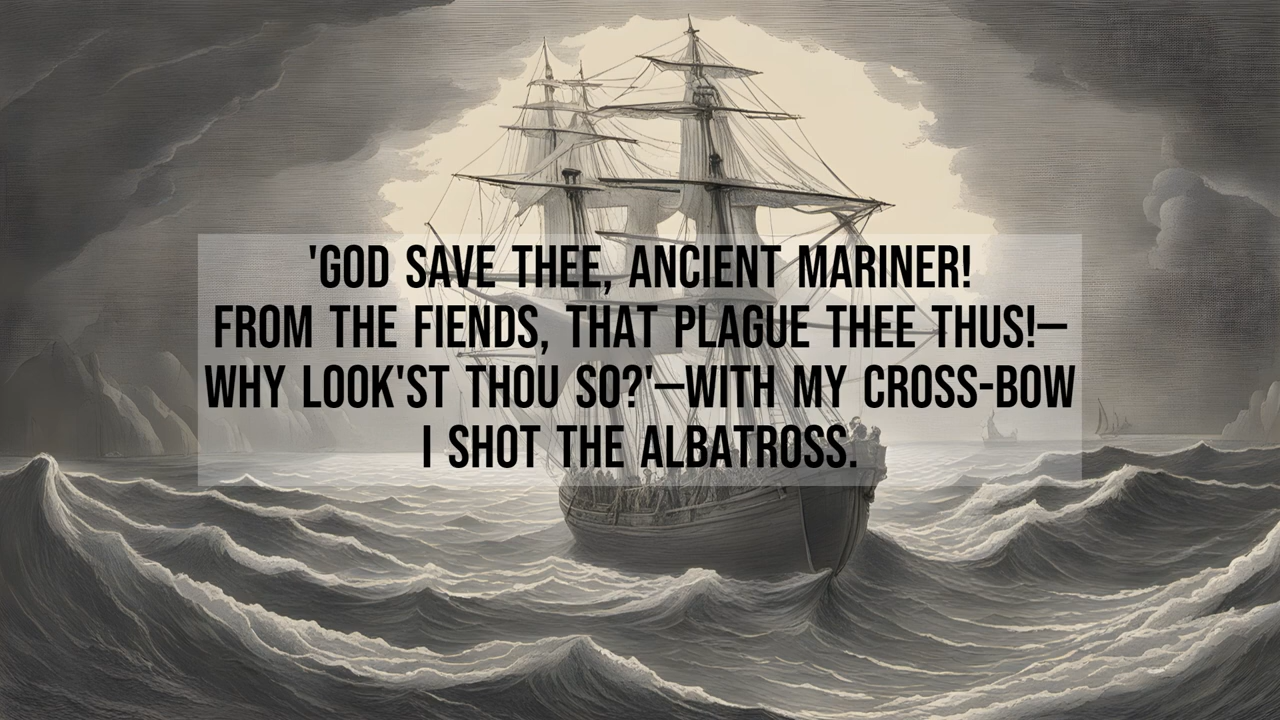 'GOD SAVE THEE, ANCIENT MARINER!
FROM THE FIENDS, THAT PLAGUE THEE THUS!—
WHY LOOK'ST THOU SO?'—WITH MY CROSS-BOW
I SHOT THE ALBATROSS.